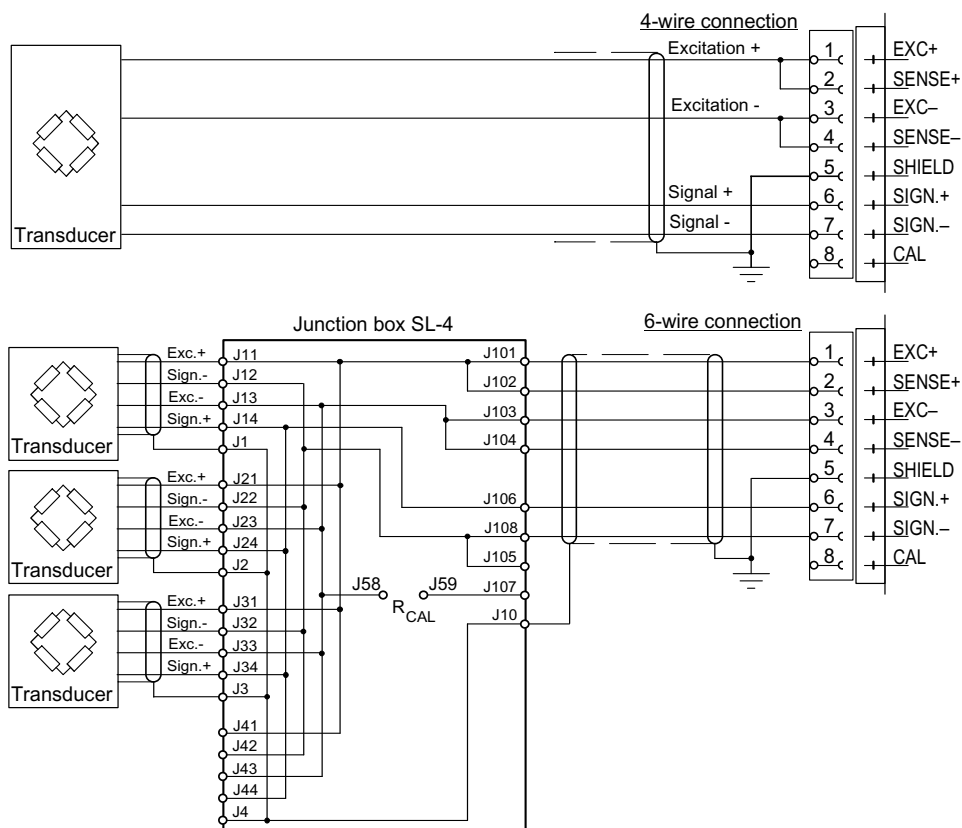 4-wire connection
Excitation +
1
EXC+
2
SENSE+
Excitation -
3
EXC–
4
SENSE–
5
SHIELD
Signal +
6
SIGN.+
Signal -
7
SIGN.–
8
CAL
Transducer
Junction box SL-4
6-wire connection
Exc.+
J11
Sign.-
J12
Exc.-
J13
Sign.+
J14
J1
Transducer
Exc.+
J21
Sign.-
J22
Exc.-
J23
Sign.+
J24
J2
Transducer
Exc.+
J31
Sign.-
J32
Exc.-
J33
Sign.+
J34
J3
Transducer
J41
J42
J43
J44
J4
J58
J59
RCAL
J101
J102
J103
J104
J106
J108
J105
J107
J10
1
EXC+
2
SENSE+
3
EXC–
4
SENSE–
5
SHIELD
6
SIGN.+
7
SIGN.–
8
CAL